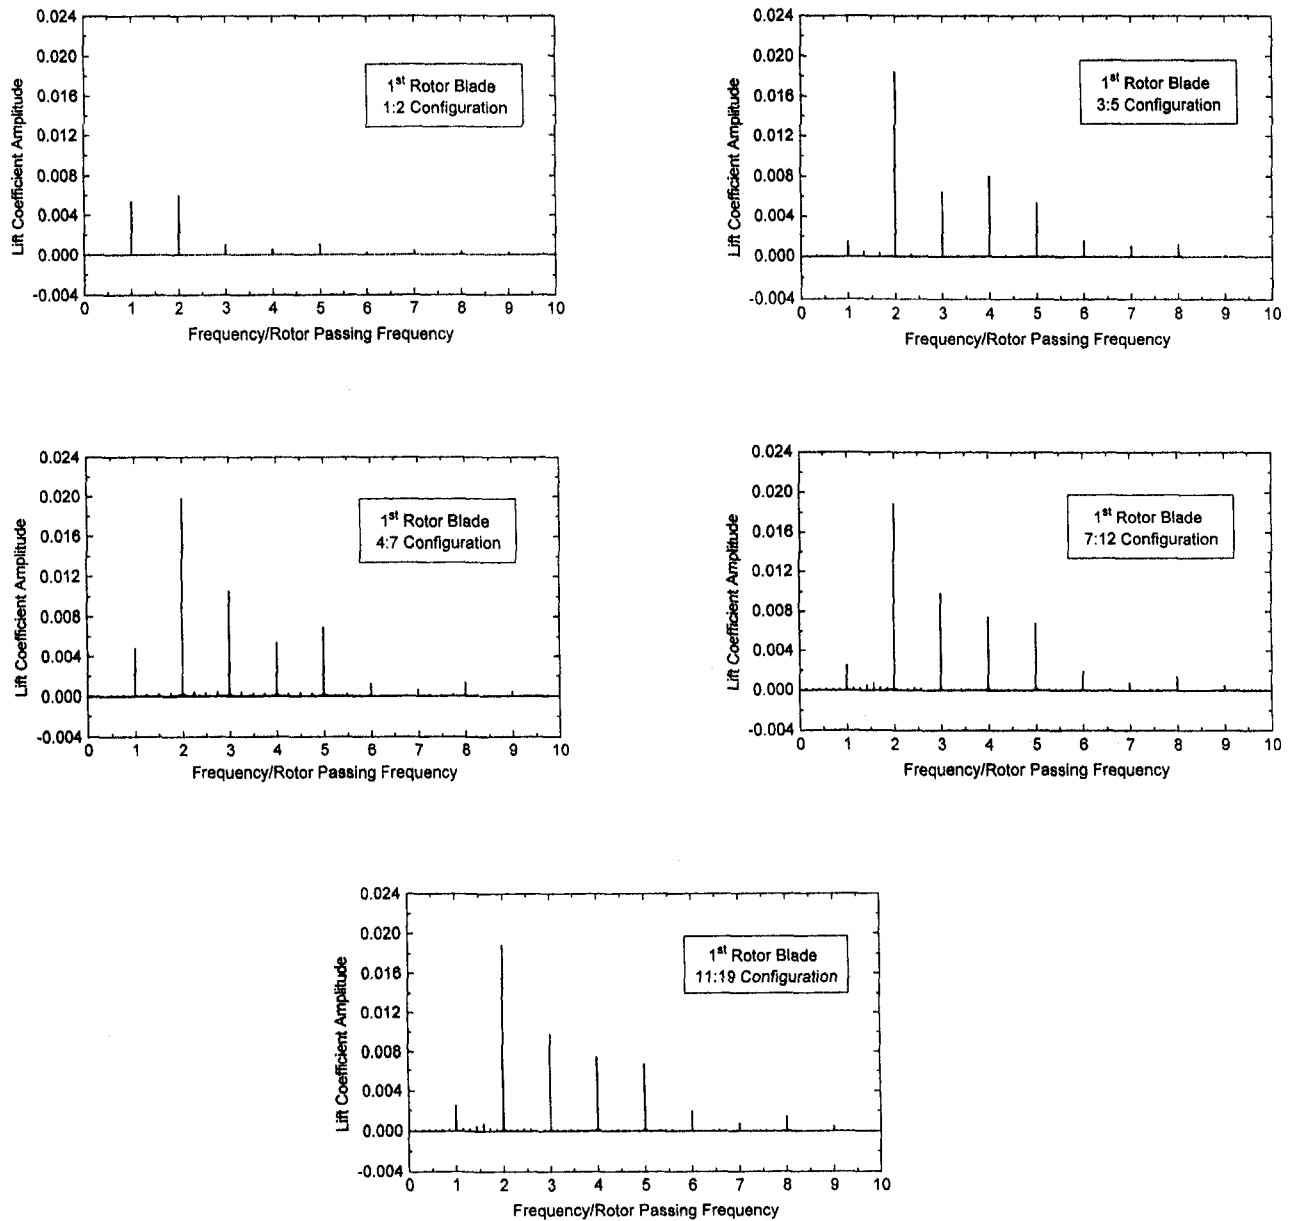 0.024
0.020
0.016
0.012
0.008
0.004
0.000
-0.004
Lift Coefficient Amplitude
1st Rotor Blade
1:2 Configuration
0 1 2 3 4 5 6 7 8 9 10
Frequency/Rotor Passing Frequency
0.024
0.020
0.016
0.012
0.008
0.004
0.000
-0.004
Lift Coefficient Amplitude
1st Rotor Blade
3:5 Configuration
0 1 2 3 4 5 6 7 8 9 10
Frequency/Rotor Passing Frequency
0.024
0.020
0.016
0.012
0.008
0.004
0.000
-0.004
Lift Coefficient Amplitude
1st Rotor Blade
4:7 Configuration
0 1 2 3 4 5 6 7 8 9 10
Frequency/Rotor Passing Frequency
0.024
0.020
0.016
0.012
0.008
0.004
0.000
-0.004
Lift Coefficient Amplitude
1st Rotor Blade
7:12 Configuration
0 1 2 3 4 5 6 7 8 9 10
Frequency/Rotor Passing Frequency
0.024
0.020
0.016
0.012
0.008
0.004
0.000
-0.004
Lift Coefficient Amplitude
1st Rotor Blade
11:19 Configuration
0 1 2 3 4 5 6 7 8 9 10
Frequency/Rotor Passing Frequency